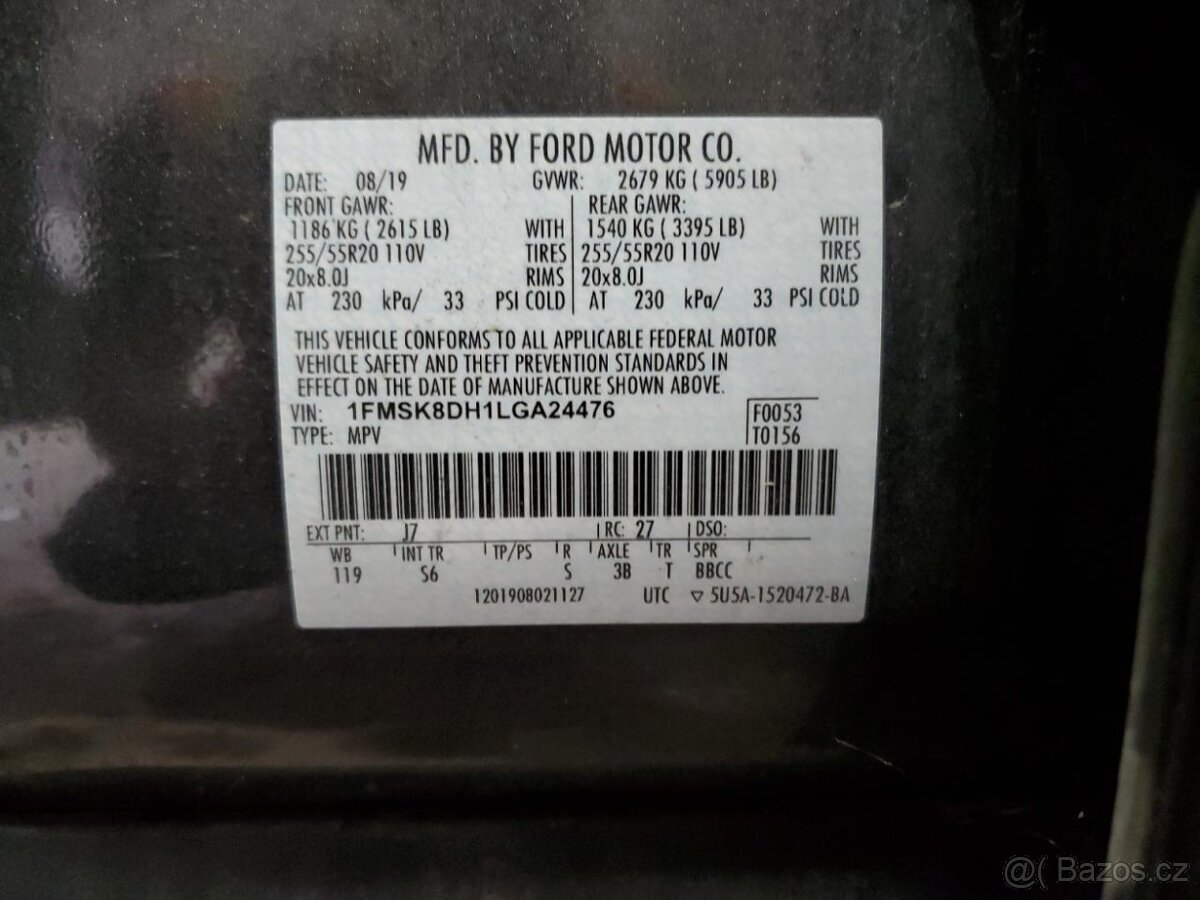 MFD. BY FORD MOTOR CO.
DATE: 08/19 GVWR: 2679 KG ( 5905 LB)
FRONT GAWR: REAR GAWR:
1186 KG ( 2615 LB) WITH 1540 KG ( 3395 LB) WITH
255/55R20 110V TIRES 255/55R20 110V TIRES
20x8.0J RIMS 20x8.0J RIMS
AT 230 kPa/ 33 PSI COLD AT 230 kPa/ 33 PSI COLD
THIS VEHICLE CONFORMS TO ALL APPLICABLE FEDERAL MOTOR
VEHICLE SAFETY AND THEFT PREVENTION STANDARDS IN
EFFECT ON THE DATE OF MANUFACTURE SHOWN ABOVE.
VIN: 1FMSK8DH1LGA24476 F0053
TYPE: MPV T0156
EXT PNT: J7 RC: 27 DSO:
WB INT TR TP/PS R AXLE TR SPR
119 S6 S 3B T BBCC
1201908021127 UTC ▽ 5U5A-1520472-BA
@( Bazos.cz